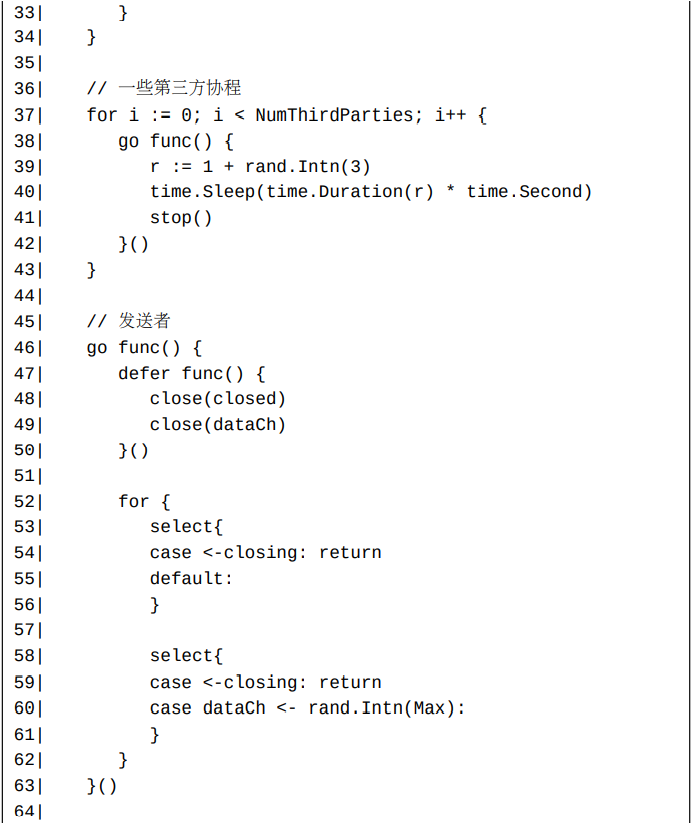 33|       }
34|    }
35|
36|    // 一些第三方协程
37|    for i := 0; i < NumThirdParties; i++ {
38|       go func() {
39|          r := 1 + rand.Intn(3)
40|          time.Sleep(time.Duration(r) * time.Second)
41|          stop()
42|       }()
43|    }
44|
45|    // 发送者
46|    go func() {
47|       defer func() {
48|          close(closed)
49|          close(dataCh)
50|       }()
51|
52|       for {
53|          select{
54|          case <-closing: return
55|          default:
56|          }
57|
58|          select{
59|          case <-closing: return
60|          case dataCh <- rand.Intn(Max):
61|          }
62|       }
63|    }()
64|